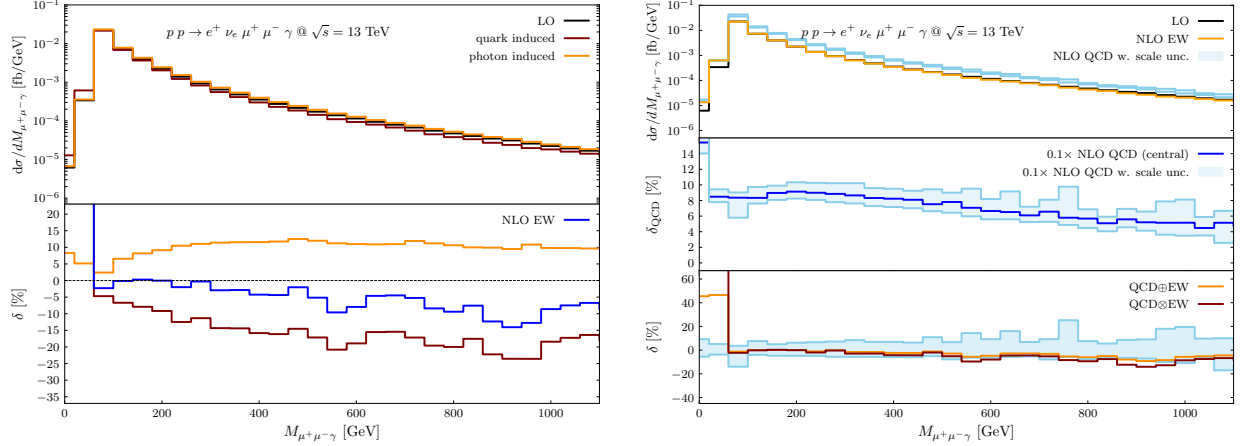 p p → e⁺ νₑ μ⁺ μ⁻ γ @ √s = 13 TeV
LO
quark induced
photon induced
dσ/dM_{μ⁺μ⁻γ} [fb/GeV]
10⁻¹
10⁻²
10⁻³
10⁻⁴
10⁻⁵
10⁻⁶
NLO EW
δ [%]
20
15
10
5
0
−5
−10
−15
−20
−25
−30
−35
0 200 400 600 800 1000
M_{μ⁺μ⁻γ} [GeV]
p p → e⁺ νₑ μ⁺ μ⁻ γ @ √s = 13 TeV
LO
NLO EW
NLO QCD w. scale unc.
dσ/dM_{μ⁺μ⁻γ} [fb/GeV]
10⁻¹
10⁻²
10⁻³
10⁻⁴
10⁻⁵
10⁻⁶
0.1× NLO QCD (central)
0.1× NLO QCD w. scale unc.
δ_QCD [%]
14
12
10
8
6
4
2
0
QCD⊕EW
QCD⊗EW
δ [%]
60
40
20
0
−20
−40
0 200 400 600 800 1000
M_{μ⁺μ⁻γ} [GeV]